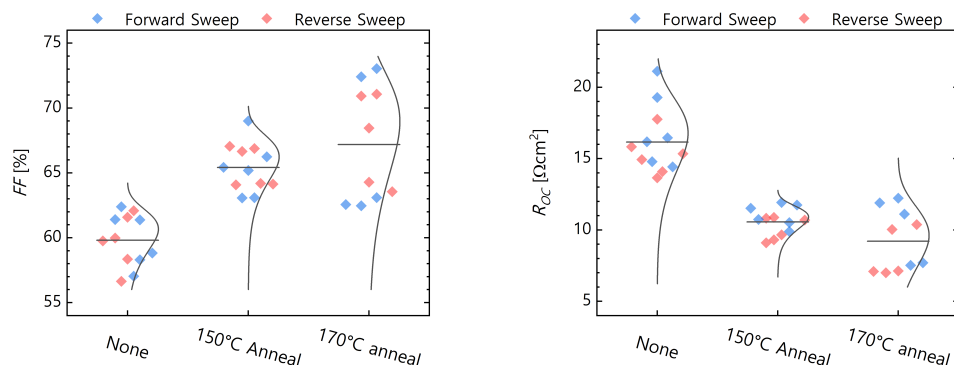 Forward Sweep Reverse Sweep
75
70
65
60
55
FF [%]
None
150°C Anneal
170°C anneal
Forward Sweep Reverse Sweep
20
15
10
5
R_OC [Ωcm²]
None
150°C Anneal
170°C anneal